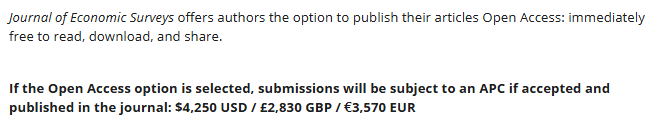 Journal of Economic Surveys offers authors the option to publish their articles Open Access: immediately
free to read, download, and share.
If the Open Access option is selected, submissions will be subject to an APC if accepted and
published in the journal: $4,250 USD / £2,830 GBP / €3,570 EUR